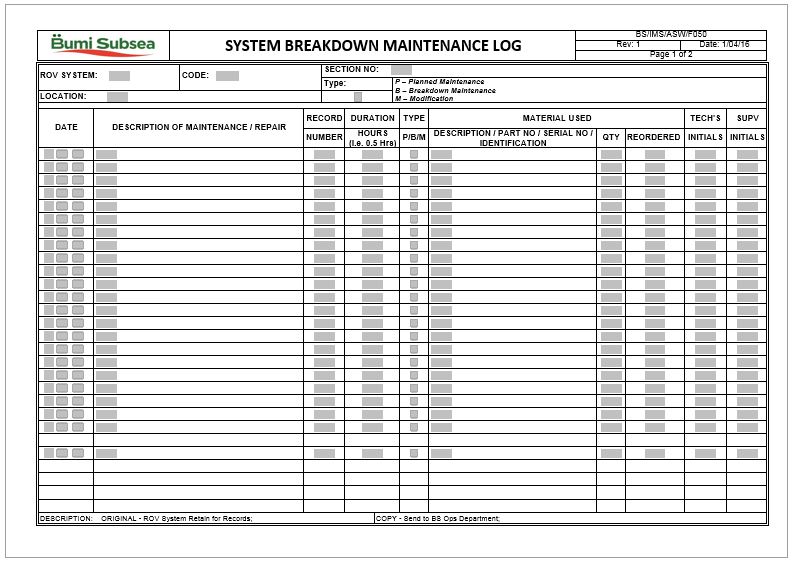 Bumi Subsea
SYSTEM BREAKDOWN MAINTENANCE LOG
BS/IMS/ASW/F050
Rev: 1 Date: 1/04/16
Page 1 of 2
ROV SYSTEM: CODE: SECTION NO:
LOCATION: Type:
P – Planned Maintenance
B – Breakdown Maintenance
M – Modification
DATE DESCRIPTION OF MAINTENANCE / REPAIR RECORD DURATION TYPE MATERIAL USED TECH'S SUPV
NUMBER HOURS P/B/M DESCRIPTION / PART NO / SERIAL NO / QTY REORDERED INITIALS INITIALS
(i.e. 0.5 Hrs) IDENTIFICATION
DESCRIPTION: ORIGINAL - ROV System Retain for Records; COPY - Send to BS Ops Department;